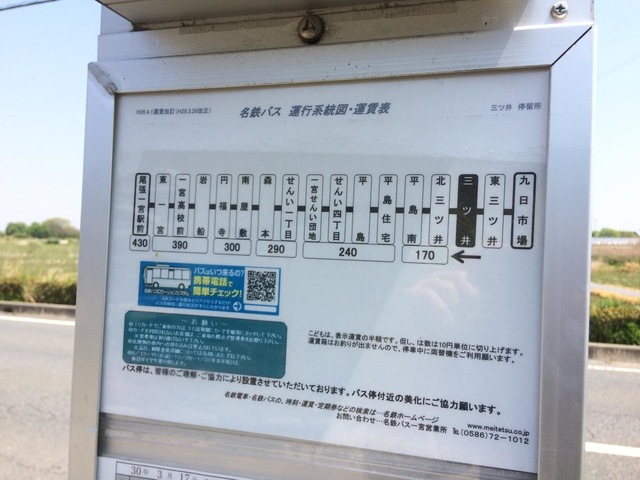 H28.4.1運賃改訂(H28.3.26改正)
名鉄バス 運行系統図・運賃表
三ツ井 停留所
尾張一宮駅前
東一宮
一宮高校前
岩船
円福寺
南屋敷
森本
せんい一丁目
一宮せんい団地
せんい四丁目
平島
平島住宅
平島南
北三ツ井
三ツ井
東三ツ井
九日市場
430 390 300 290 240 170
バスはいつ来るの?
携帯電話で
簡単チェック!
お願い
こどもは、表示運賃の半額です。但し、は数は10円単位に切り上げます。
運賃箱はお釣りが出ませんので、停車中に両替機をご利用願います。
バス停は、皆様のご理解・ご協力により設置させていただいております。バス停付近の美化にご協力願います。
名鉄電車・名鉄バスの、時刻・運賃・定期券などの検索は…名鉄ホームページ
www.meitetsu.co.jp
お問い合わせ…名鉄バス一宮営業所 ℡(0586)72-1012
30年 3月 17